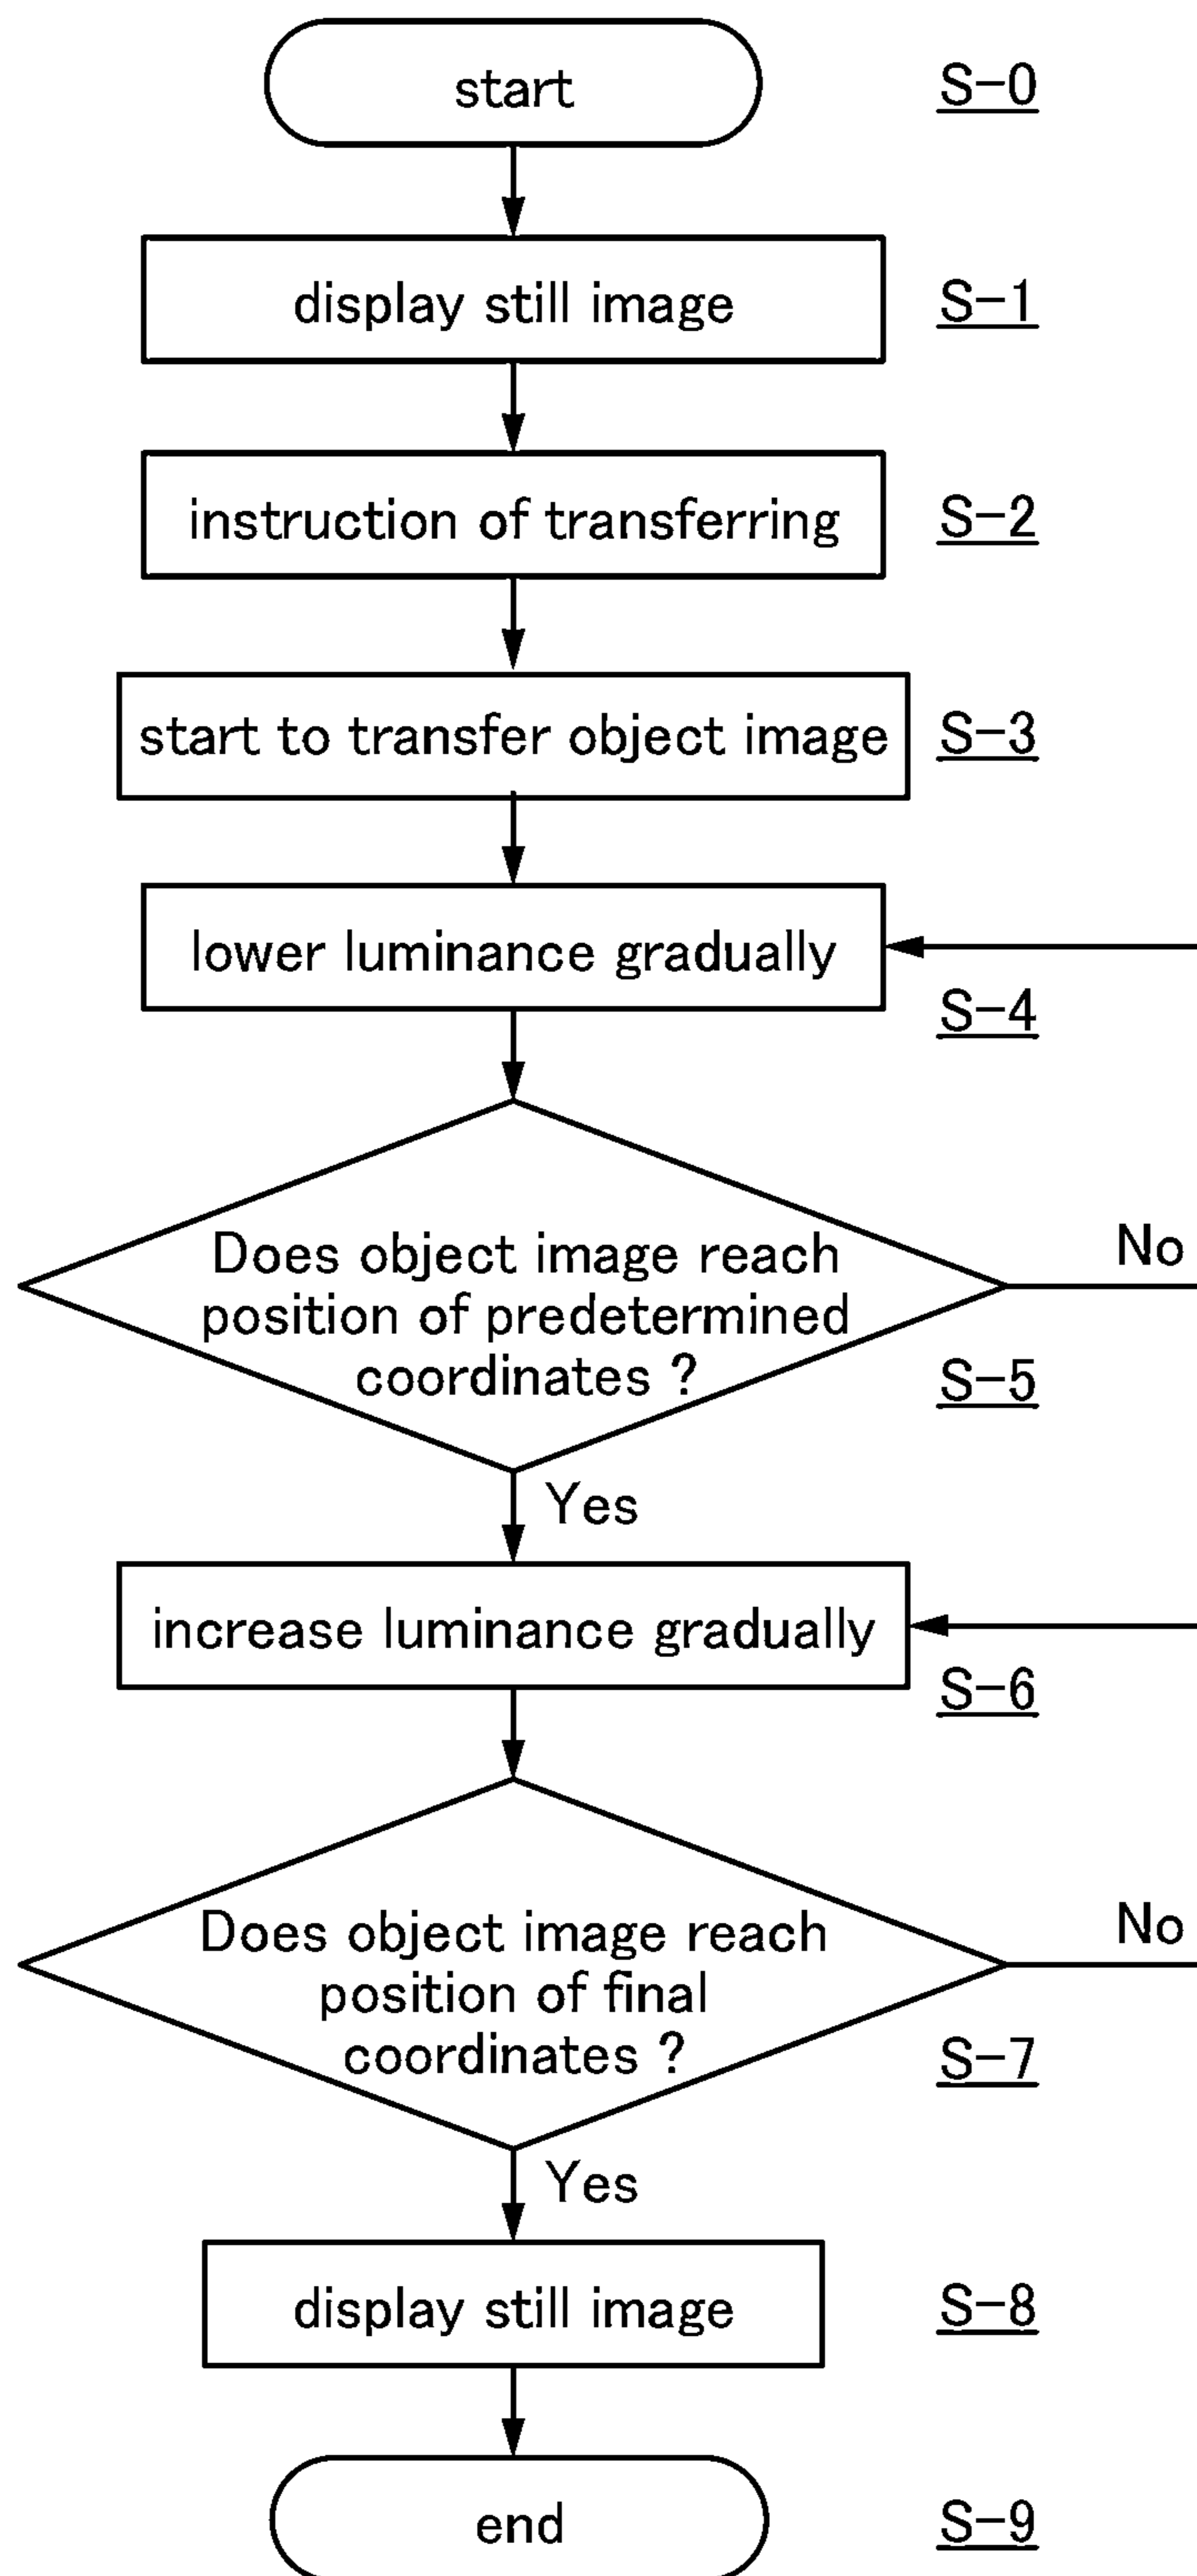 start
S-0
display still image
S-1
instruction of transferring
S-2
start to transfer object image
S-3
lower luminance gradually
S-4
Does object image reach
position of predetermined
coordinates ?
No
S-5
Yes
increase luminance gradually
S-6
Does object image reach
position of final
coordinates ?
No
S-7
Yes
display still image
S-8
end
S-9